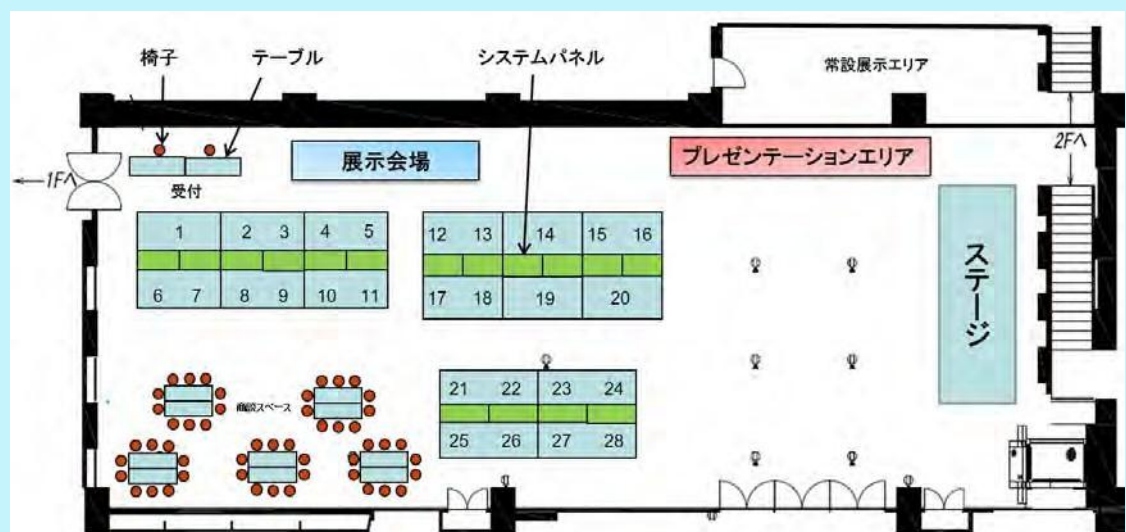 椅子
テーブル
システムパネル
常設展示エリア
1Fへ
展示会場
プレゼンテーションエリア
2Fへ
受付
1 2 3 4 5
6 7 8 9 10 11
12 13 14 15 16
17 18 19 20
ステージ
21 22 23 24
25 26 27 28
商談スペース